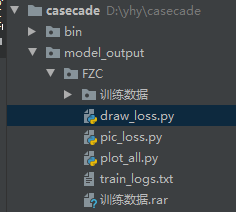 casecade D:\yhy\casecade
bin
model_output
FZC
训练数据
draw_loss.py
pic_loss.py
plot_all.py
train_logs.txt
训练数据.rar